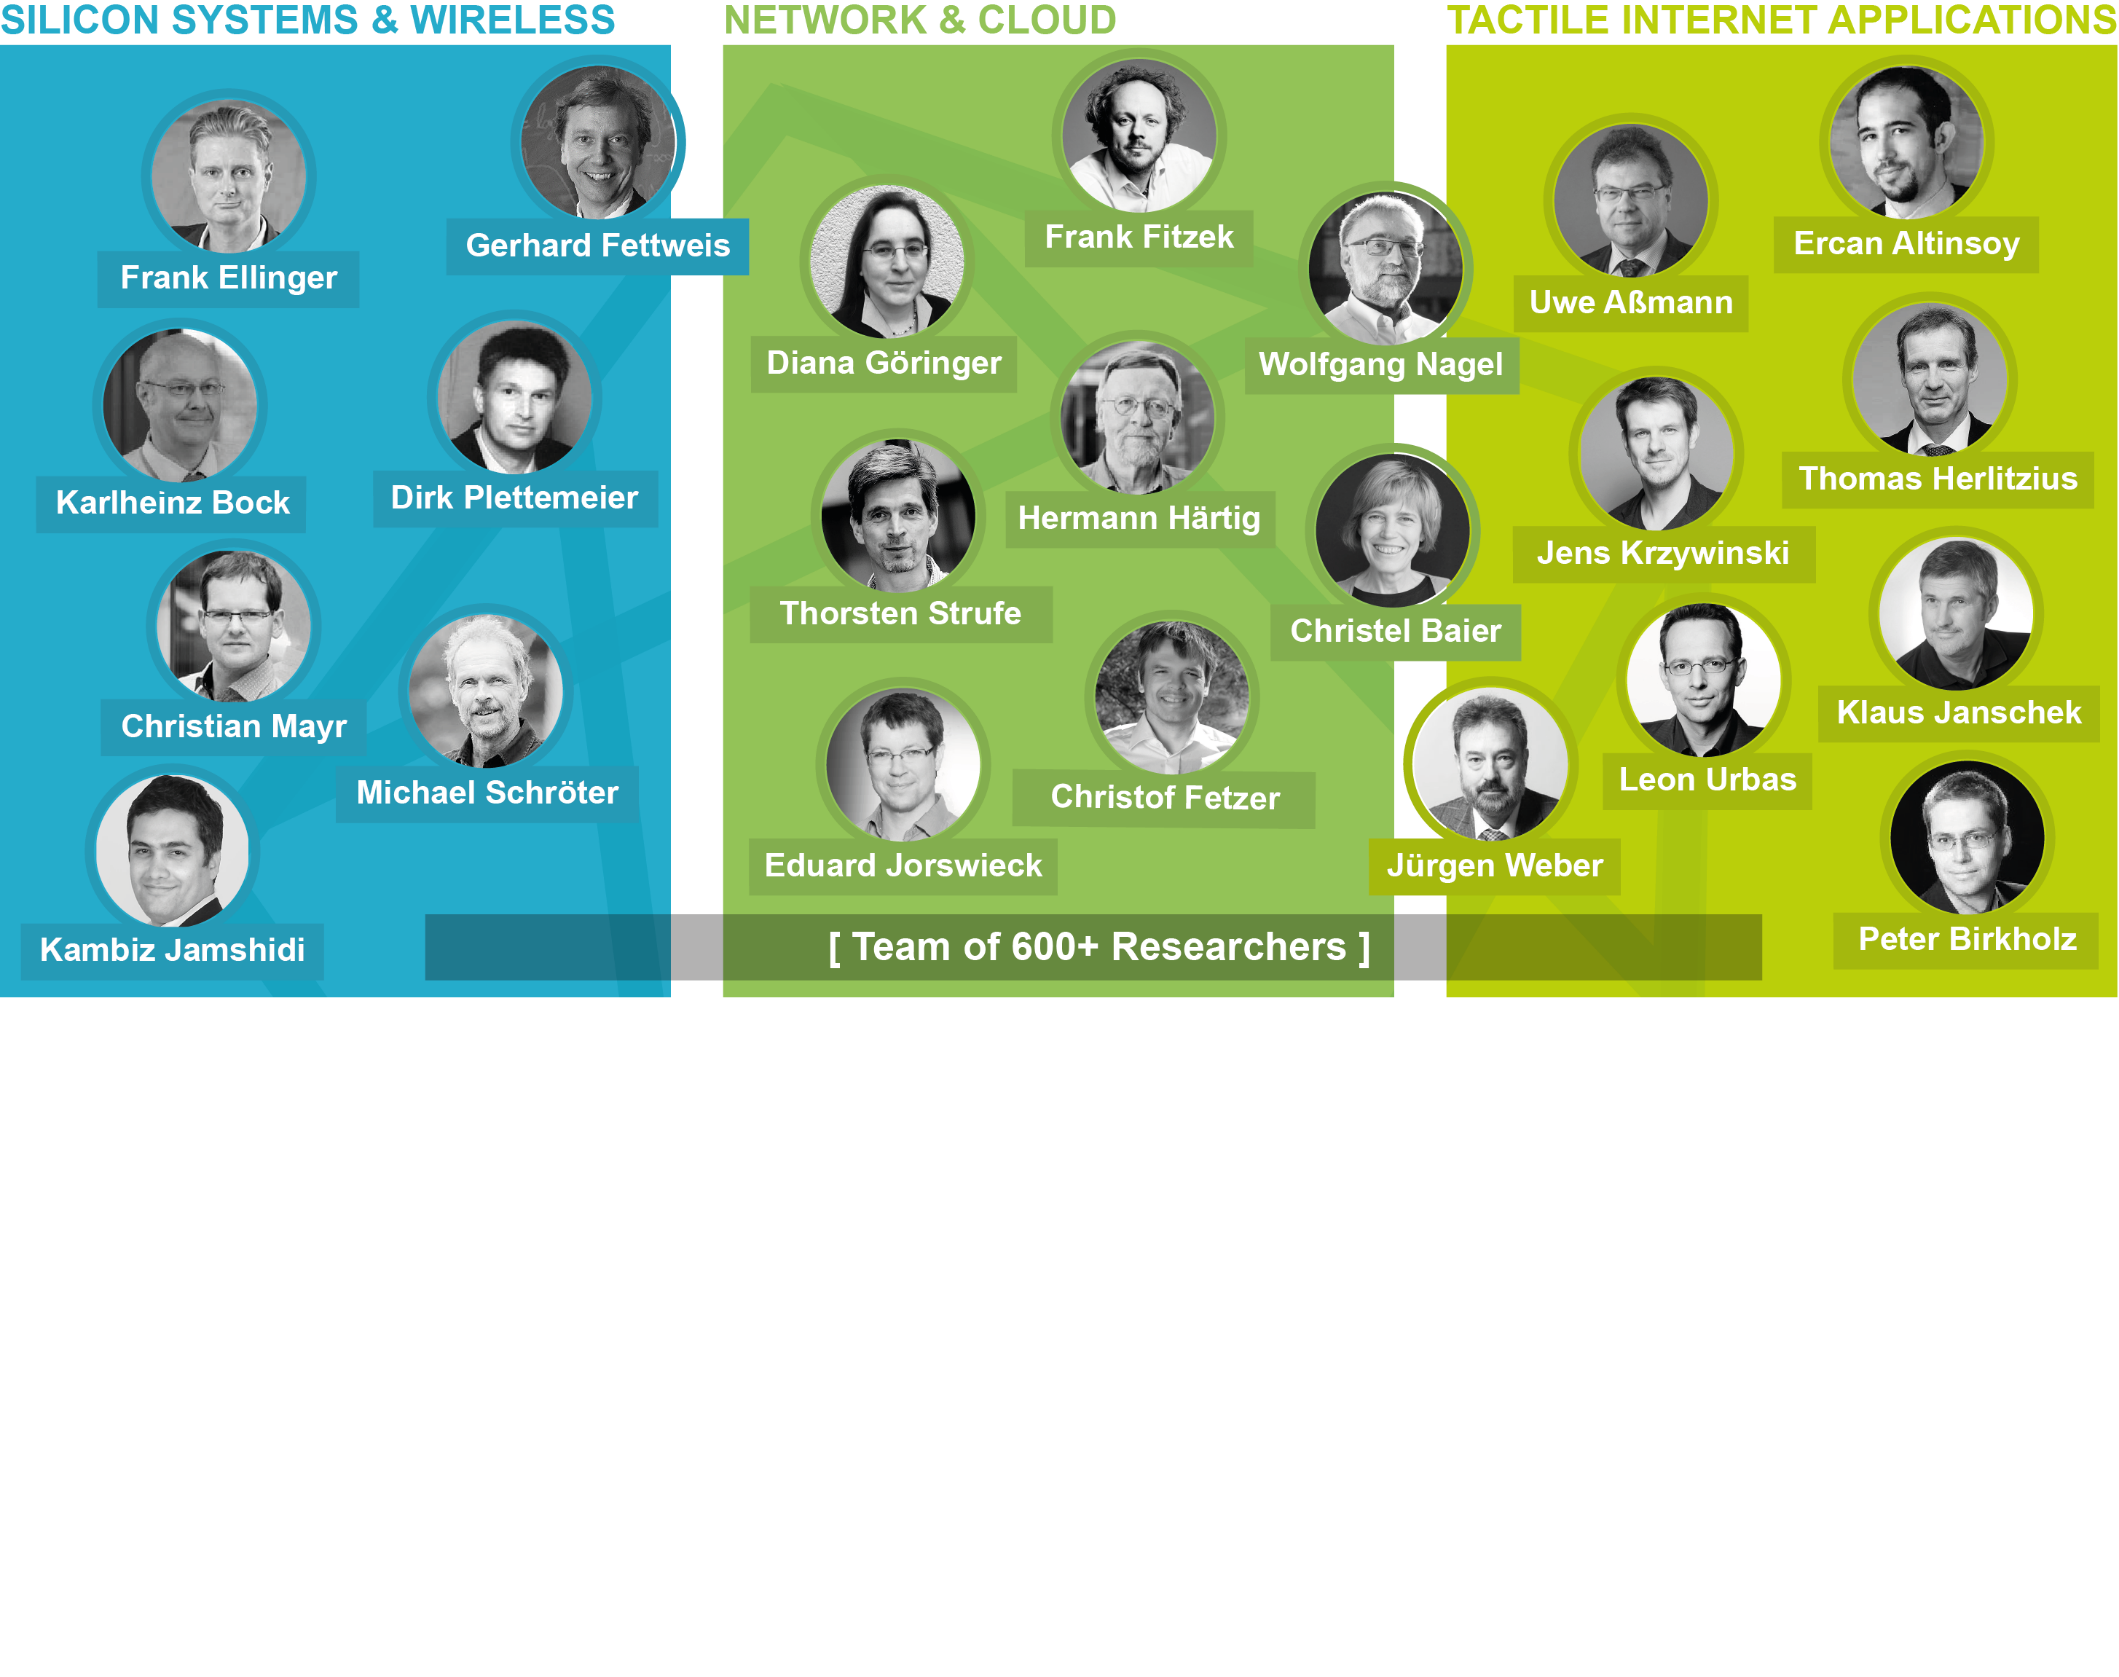 SILICON SYSTEMS & WIRELESS
Frank Ellinger
Gerhard Fettweis
Karlheinz Bock
Dirk Plettemeier
Christian Mayr
Michael Schröter
Kambiz Jamshidi
NETWORK & CLOUD
Frank Fitzek
Diana Göringer
Wolfgang Nagel
Hermann Härtig
Thorsten Strufe
Christel Baier
Christof Fetzer
Eduard Jorswieck
TACTILE INTERNET APPLICATIONS
Ercan Altinsoy
Uwe Aßmann
Thomas Herlitzius
Jens Krzywinski
Klaus Janschek
Leon Urbas
Jürgen Weber
Peter Birkholz
[ Team of 600+ Researchers ]